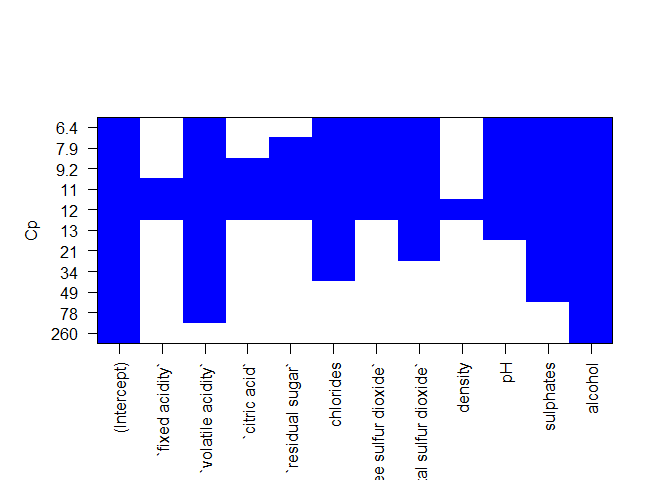 Cp
6.4
7.9
9.2
11
12
13
21
34
49
78
260
(Intercept)
`fixed acidity`
`volatile acidity`
`citric acid`
`residual sugar`
chlorides
ee sulfur dioxide`
tal sulfur dioxide`
density
pH
sulphates
alcohol